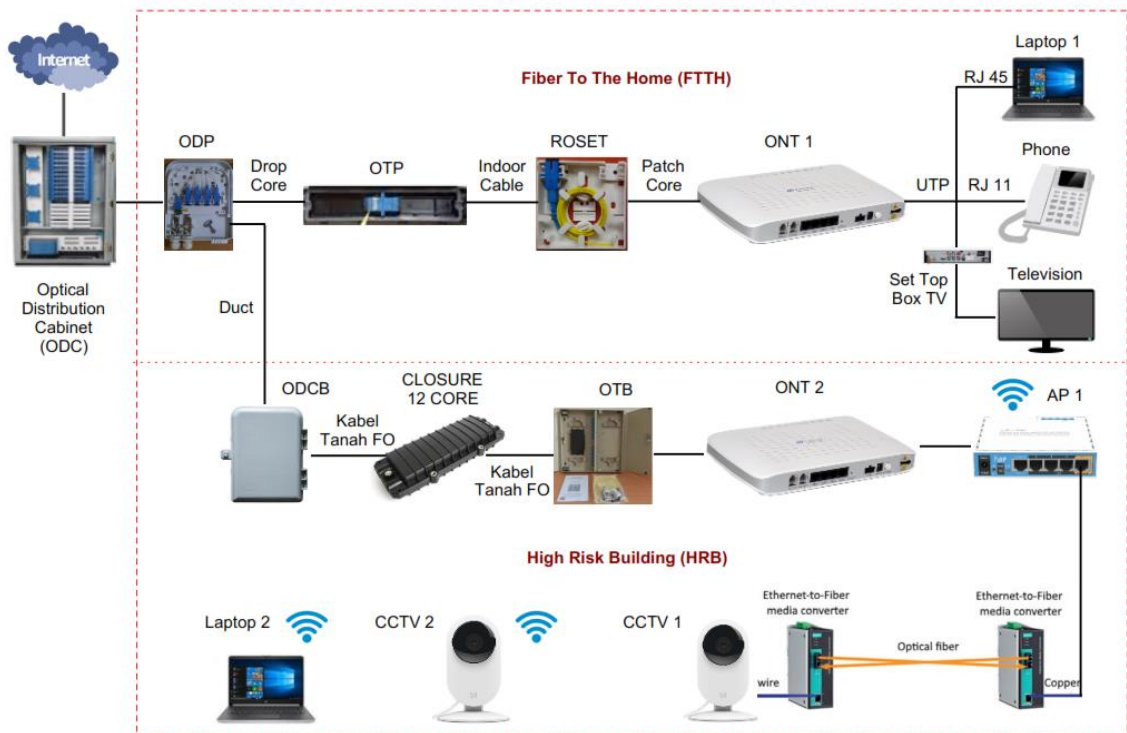 Internet
Optical
Distribution
Cabinet
(ODC)
Fiber To The Home (FTTH)
ODP
Drop
Core
OTP
Indoor
Cable
ROSET
Patch
Core
ONT 1
UTP
RJ 45
Laptop 1
Phone
RJ 11
Set Top
Box TV
Television
Duct
ODCB
Kabel
Tanah FO
CLOSURE
12 CORE
Kabel
Tanah FO
OTB
ONT 2
AP 1
High Risk Building (HRB)
Laptop 2
CCTV 2
CCTV 1
Ethernet-to-Fiber
media converter
Optical fiber
Ethernet-to-Fiber
media converter
wire
Copper